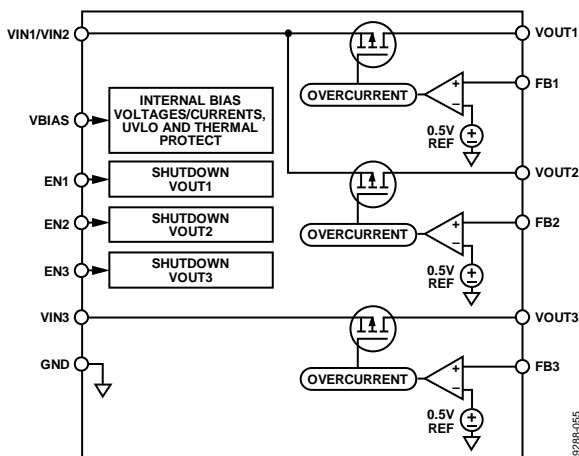 VIN1/VIN2
VOUT1
OVERCURRENT
+
−
FB1
0.5V
REF
INTERNAL BIAS
VOLTAGES/CURRENTS,
UVLO AND THERMAL
PROTECT
VBIAS
EN1
SHUTDOWN
VOUT1
VOUT2
EN2
SHUTDOWN
VOUT2
OVERCURRENT
+
−
FB2
0.5V
REF
EN3
SHUTDOWN
VOUT3
VIN3
VOUT3
GND
OVERCURRENT
+
−
FB3
0.5V
REF
9288-055